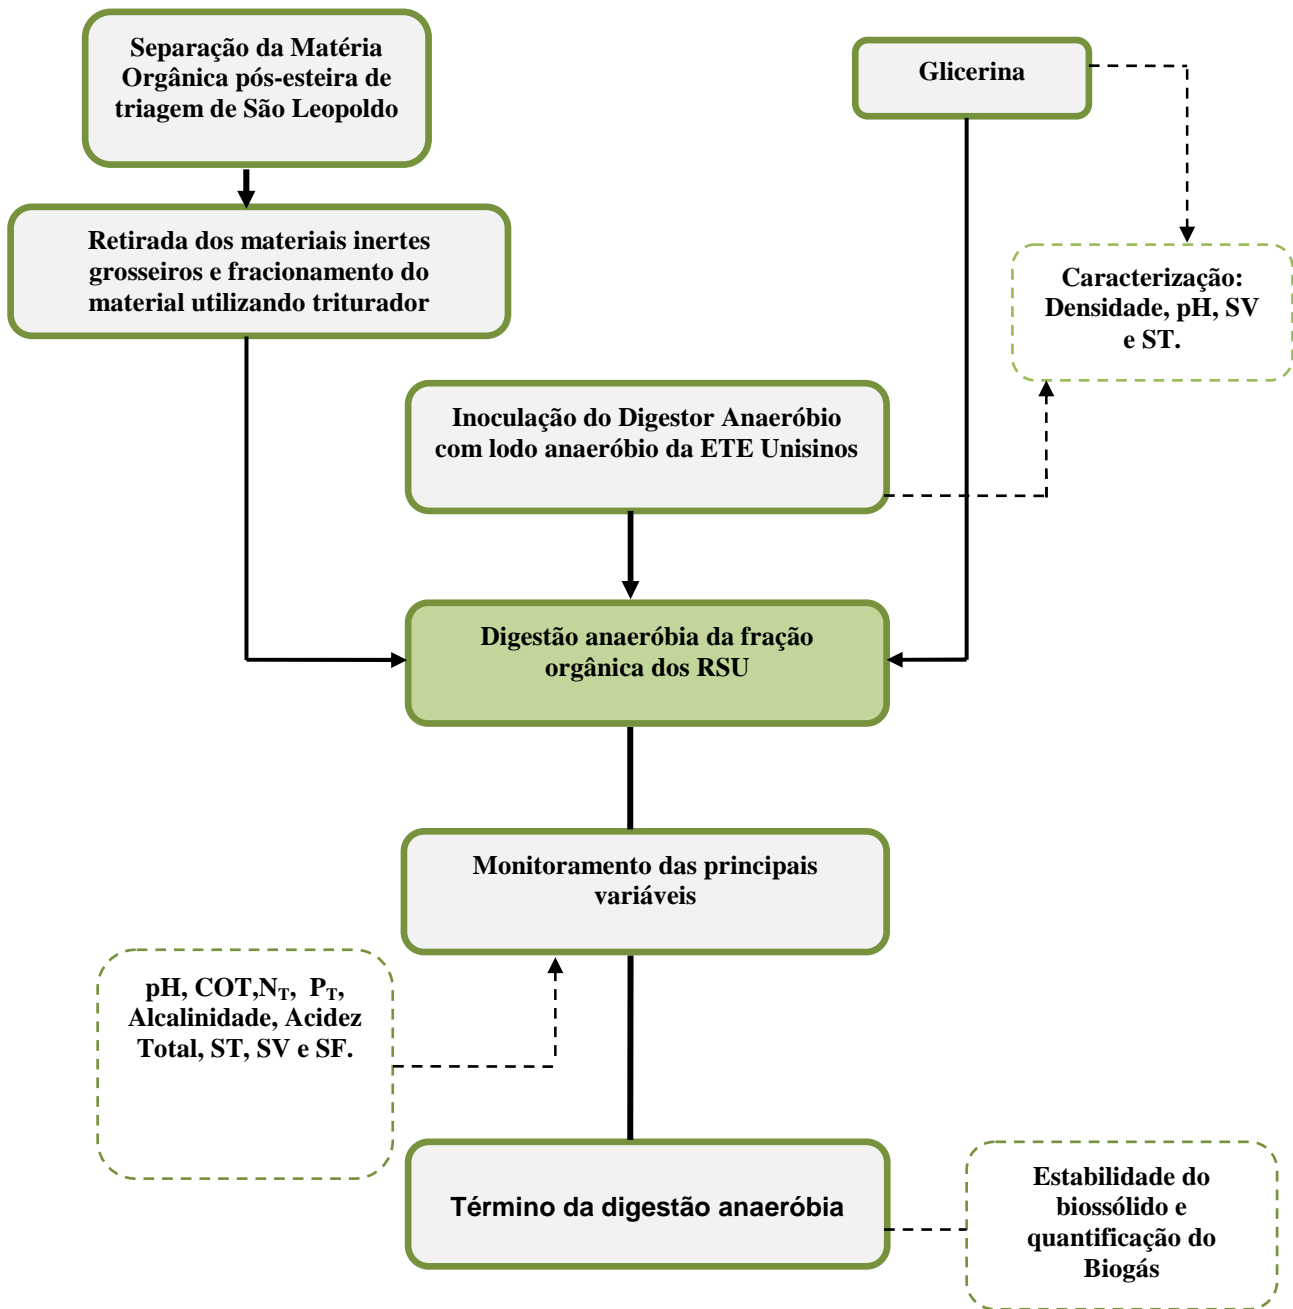 Separação da Matéria
Orgânica pós-esteira de
triagem de São Leopoldo
Glicerina
Retirada dos materiais inertes
grosseiros e fracionamento do
material utilizando triturador
Caracterização:
Densidade, pH, SV
e ST.
Inoculação do Digestor Anaeróbio
com lodo anaeróbio da ETE Unisinos
Digestão anaeróbia da fração
orgânica dos RSU
Monitoramento das principais
variáveis
pH, COT,N_T, P_T,
Alcalinidade, Acidez
Total, ST, SV e SF.
Término da digestão anaeróbia
Estabilidade do
biossólido e
quantificação do
Biogás